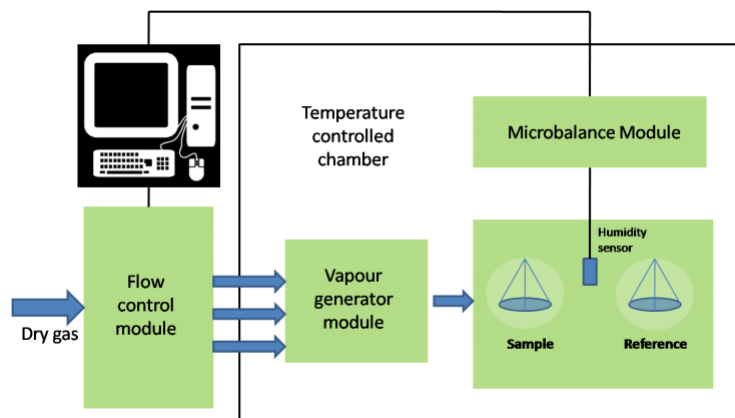 Temperature
controlled
chamber
Microbalance Module
Humidity
sensor
Flow
control
module
Vapour
generator
module
Dry gas
Sample
Reference